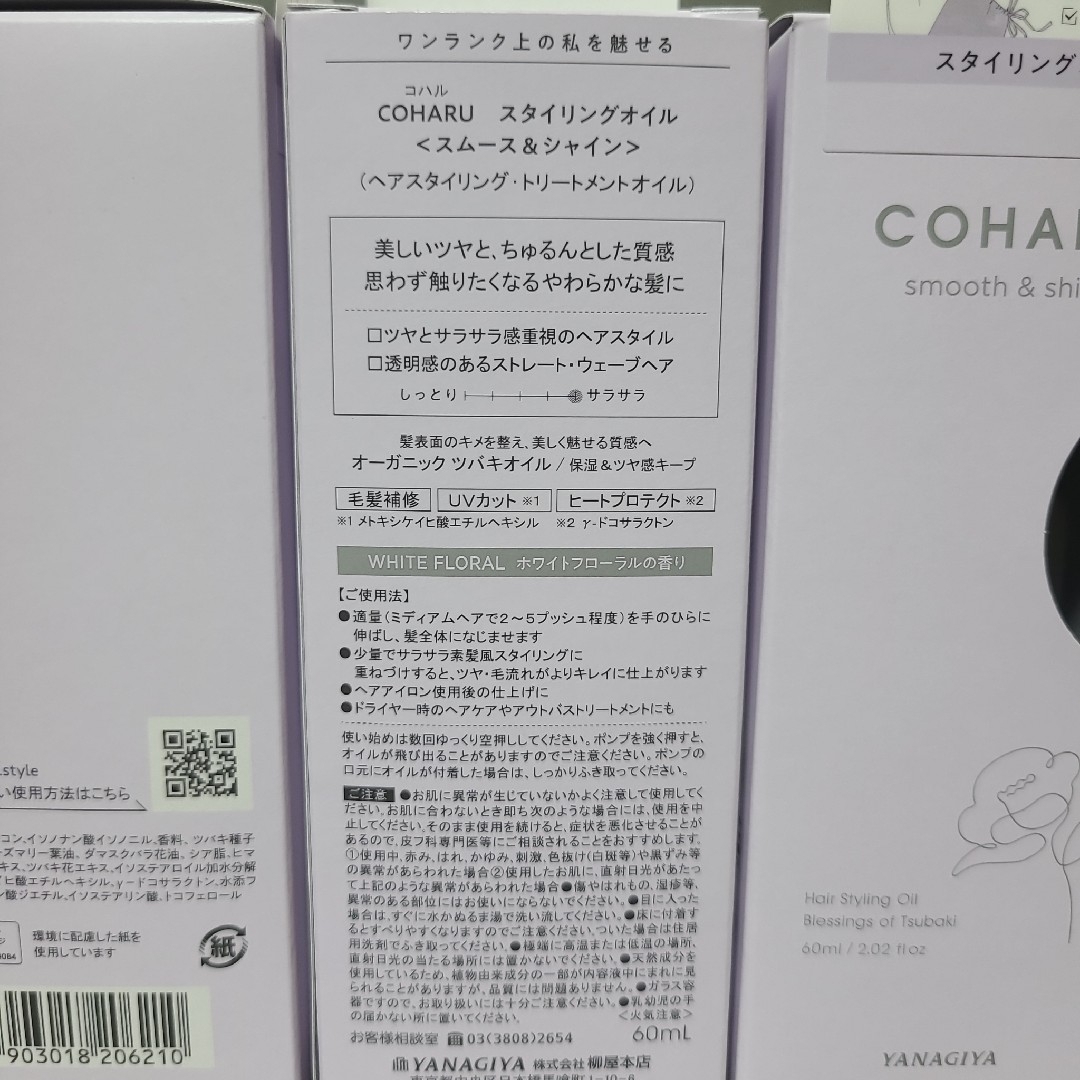 ワンランク上の私を魅せる
コハル
COHARU スタイリングオイル
<スムース&シャイン>
(ヘアスタイリング・トリートメントオイル)
美しいツヤと、ちゅるんとした質感
思わず触りたくなるやわらかな髪に
□ツヤとサラサラ感重視のヘアスタイル
□透明感のあるストレート・ウェーブヘア
しっとり サラサラ
髪表面のキメを整え、美しく魅せる質感へ
オーガニック ツバキオイル / 保湿&ツヤ感キープ
毛髪補修 UVカット ※1 ヒートプロテクト ※2
※1 メトキシケイヒ酸エチルヘキシル ※2 γ-ドコサラクトン
WHITE FLORAL ホワイトフローラルの香り
【ご使用法】
●適量(ミディアムヘアで2～5プッシュ程度)を手のひらに
伸ばし、髪全体になじませます
●少量でサラサラ素髪風スタイリングに
重ねづけすると、ツヤ・毛流れがよりキレイに仕上がります
●ヘアアイロン使用後の仕上げに
●ドライヤー時のヘアケアやアウトバストリートメントにも
使い始めは数回ゆっくり空押ししてください。ポンプを強く押すと、
オイルが飛び出ることがありますのでご注意ください。ポンプの
口元にオイルが付着した場合は、しっかりふき取ってください。
ご注意 ●お肌に異常が生じていないかよく注意して使用してく
ださい。お肌に合わないとき即ち次のような場合には、使用を中
止してください。そのまま使用を続けると、症状を悪化させることが
あるので、皮フ科専門医等にご相談されることをおすすめします。
①使用中、赤み、はれ、かゆみ、刺激、色抜け(白斑等)や黒ずみ等
の異常があらわれた場合②使用したお肌に、直射日光があたっ
て上記のような異常があらわれた場合●傷やはれもの、湿疹等、
異常のある部位にはお使いにならないでください。●目に入った
場合は、すぐに水かぬるま湯で洗い流してください。●床に付着す
るとすべりやすくなりますのでご注意ください。ついた場合は住居
用洗剤でふき取ってください。●極端に高温または低温の場所、
直射日光の当たる場所には置かないでください。●天然成分を
使用しているため、植物由来成分の一部が内容液中にまれに見
られることがありますが、品質には問題ありません。●ガラス容
器ですので、お取り扱いには十分ご注意ください。●乳幼児の手
の届かない所に置いてください。 <火気注意>
お客様相談室 ☎ 03(3808)2654 60mL
YANAGIYA 株式会社 柳屋本店
style
い使用方法はこちら
コン、イソノナン酸イソノニル、香料、ツバキ種子
ズマリー葉油、ダマスクバラ花油、シア脂、ヒマ
キス、ツバキ花エキス、イソステアロイル加水分解
ヒ酸エチルヘキシル、γ-ドコサラクトン、水添フ
ン酸ジエチル、イソステアリン酸、トコフェロール
環境に配慮した紙を
使用しています
紙
903018 206210
スタイリング
COHA
smooth & shi
Hair Styling Oil
Blessings of Tsubaki
60ml / 2.02 fl oz
YANAGIYA